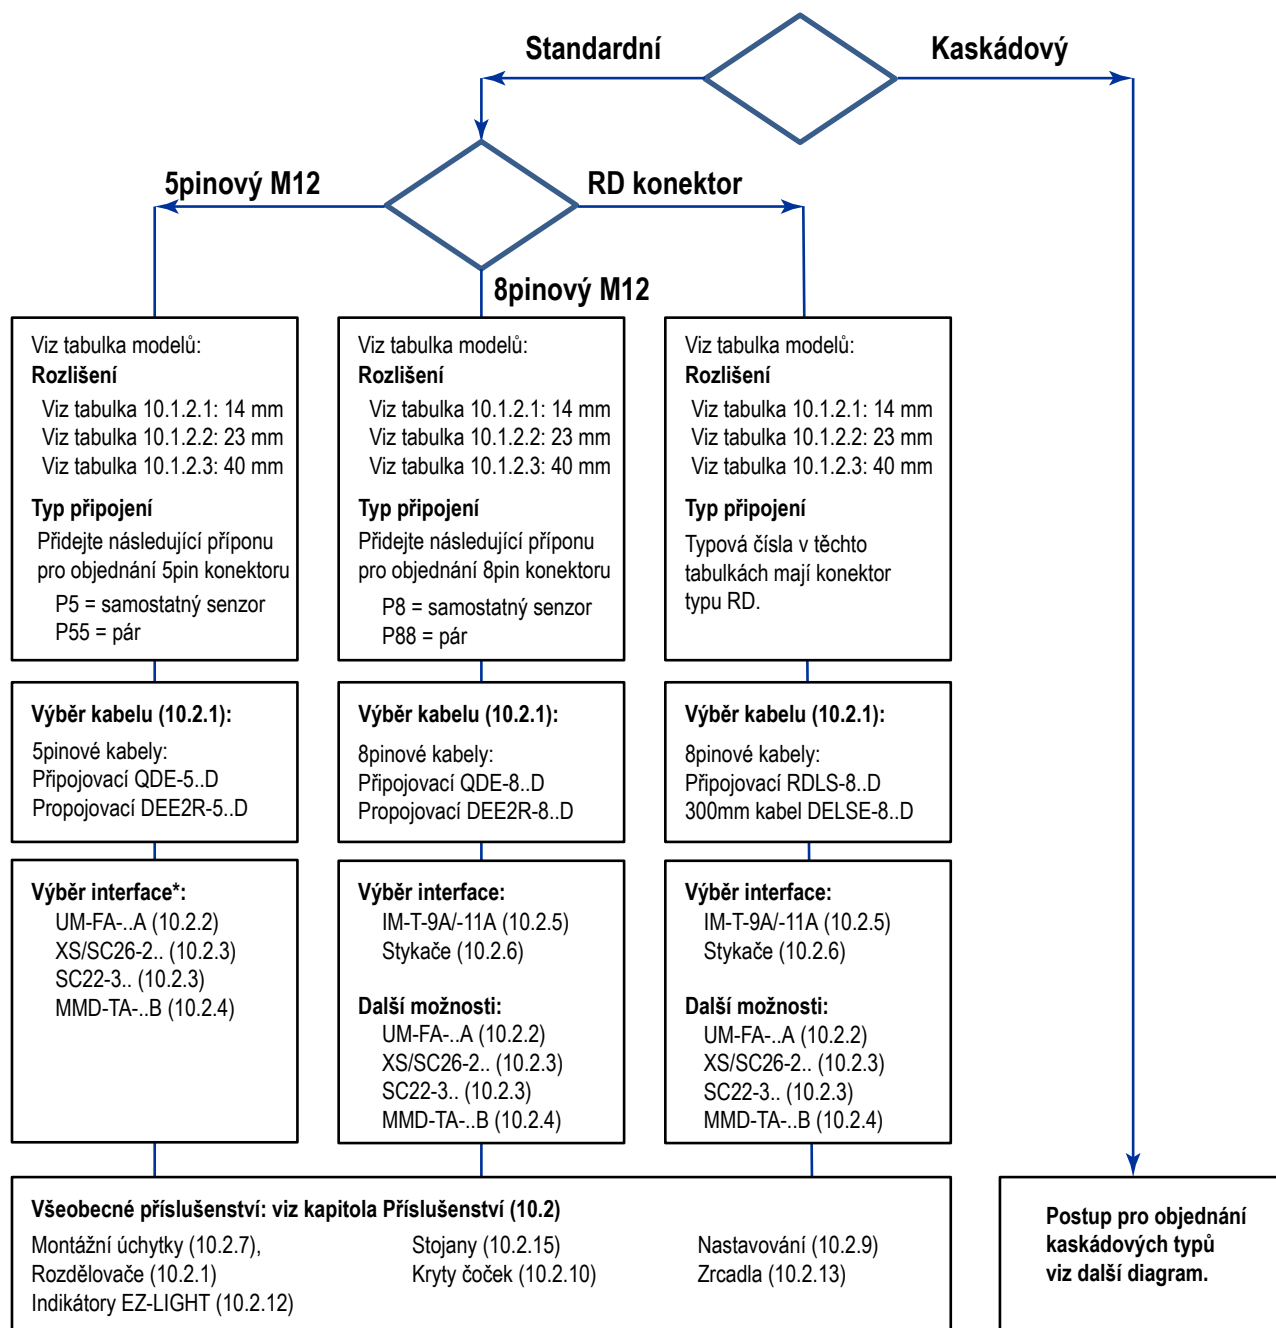 Standardní
Kaskádový
5pinový M12
RD konektor
8pinový M12
Viz tabulka modelů:
Rozlišení
Viz tabulka 10.1.2.1: 14 mm
Viz tabulka 10.1.2.2: 23 mm
Viz tabulka 10.1.2.3: 40 mm
Typ připojení
Přidejte následující příponu
pro objednání 5pin konektoru
P5 = samostatný senzor
P55 = pár
Viz tabulka modelů:
Rozlišení
Viz tabulka 10.1.2.1: 14 mm
Viz tabulka 10.1.2.2: 23 mm
Viz tabulka 10.1.2.3: 40 mm
Typ připojení
Přidejte následující příponu
pro objednání 8pin konektoru
P8 = samostatný senzor
P88 = pár
Viz tabulka modelů:
Rozlišení
Viz tabulka 10.1.2.1: 14 mm
Viz tabulka 10.1.2.2: 23 mm
Viz tabulka 10.1.2.3: 40 mm
Typ připojení
Typová čísla v těchto
tabulkách mají konektor
typu RD.
Výběr kabelu (10.2.1):
5pinové kabely:
Připojovací QDE-5..D
Propojovací DEE2R-5..D
Výběr kabelu (10.2.1):
8pinové kabely:
Připojovací QDE-8..D
Propojovací DEE2R-8..D
Výběr kabelu (10.2.1):
8pinové kabely:
Připojovací RDLS-8..D
300mm kabel DELSE-8..D
Výběr interface*:
UM-FA-..A (10.2.2)
XS/SC26-2.. (10.2.3)
SC22-3.. (10.2.3)
MMD-TA-..B (10.2.4)
Výběr interface:
IM-T-9A/-11A (10.2.5)
Stykače (10.2.6)
Další možnosti:
UM-FA-..A (10.2.2)
XS/SC26-2.. (10.2.3)
SC22-3.. (10.2.3)
MMD-TA-..B (10.2.4)
Výběr interface:
IM-T-9A/-11A (10.2.5)
Stykače (10.2.6)
Další možnosti:
UM-FA-..A (10.2.2)
XS/SC26-2.. (10.2.3)
SC22-3.. (10.2.3)
MMD-TA-..B (10.2.4)
Všeobecné příslušenství: viz kapitola Příslušenství (10.2)
Montážní úchytky (10.2.7),
Rozdělovače (10.2.1)
Indikátory EZ-LIGHT (10.2.12)
Stojany (10.2.15)
Kryty čoček (10.2.10)
Nastavování (10.2.9)
Zrcadla (10.2.13)
Postup pro objednání
kaskádových typů
viz další diagram.